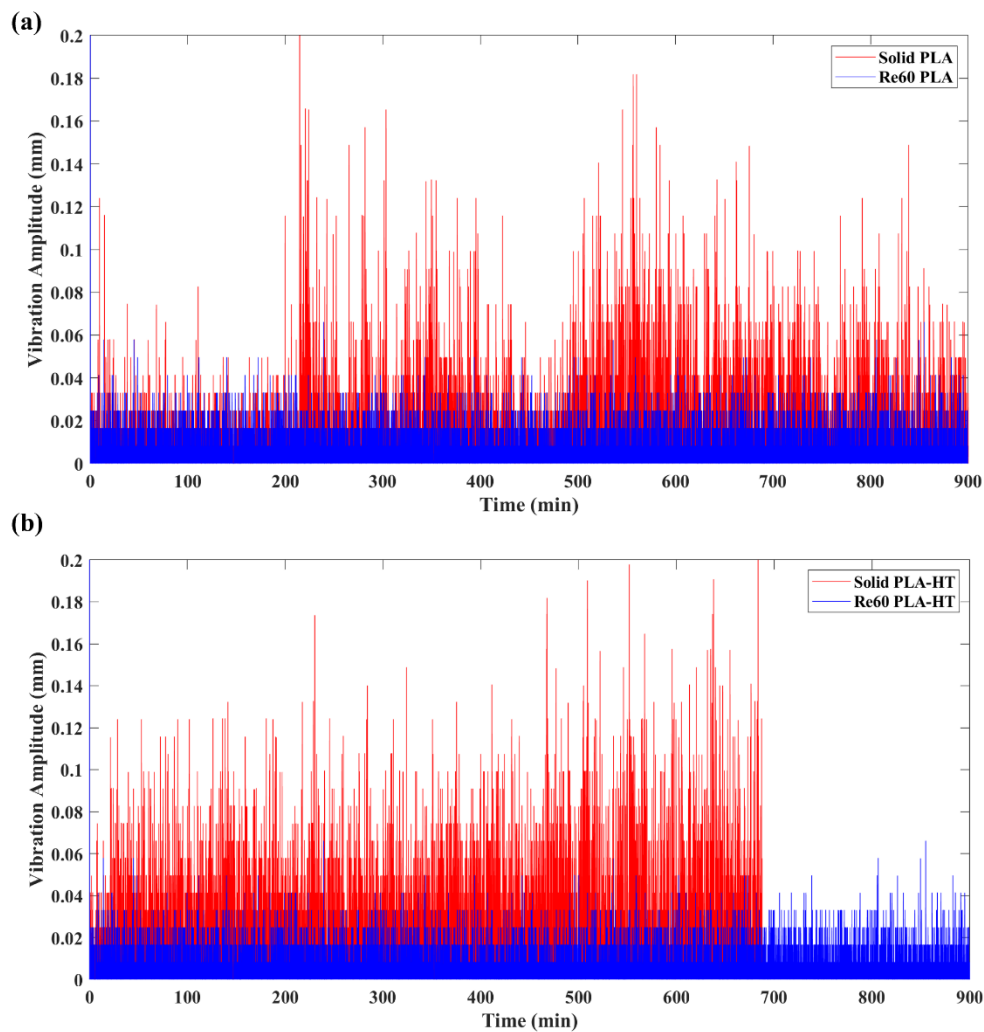 (a)
0.2
0.18
0.16
0.14
0.12
0.1
0.08
0.06
0.04
0.02
0
Vibration Amplitude (mm)
Solid PLA
Re60 PLA
0 100 200 300 400 500 600 700 800 900
Time (min)
(b)
0.2
0.18
0.16
0.14
0.12
0.1
0.08
0.06
0.04
0.02
0
Vibration Amplitude (mm)
Solid PLA-HT
Re60 PLA-HT
0 100 200 300 400 500 600 700 800 900
Time (min)